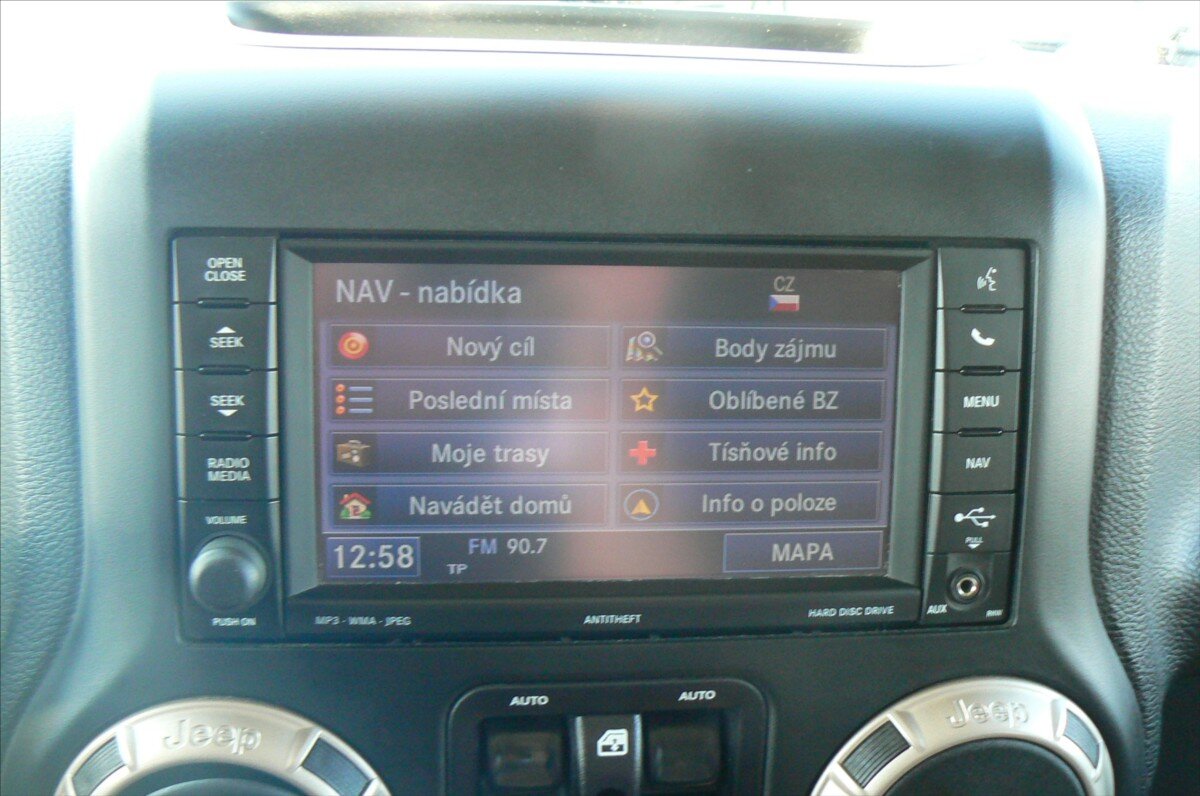 OPEN
CLOSE
SEEK
SEEK
RADIO
MEDIA
VOLUME
PUSH ON
NAV - nabídka
CZ
Nový cíl
Body zájmu
Poslední místa
Oblíbené BZ
Moje trasy
Tísňové info
Navádět domů
Info o poloze
12:58
FM 90.7
TP
MAPA
MENU
NAV
PULL
AUX
MP3 - WMA - JPEG
ANTITHEFT
HARD DISC DRIVE
AUTO
AUTO
Jeep
Jeep